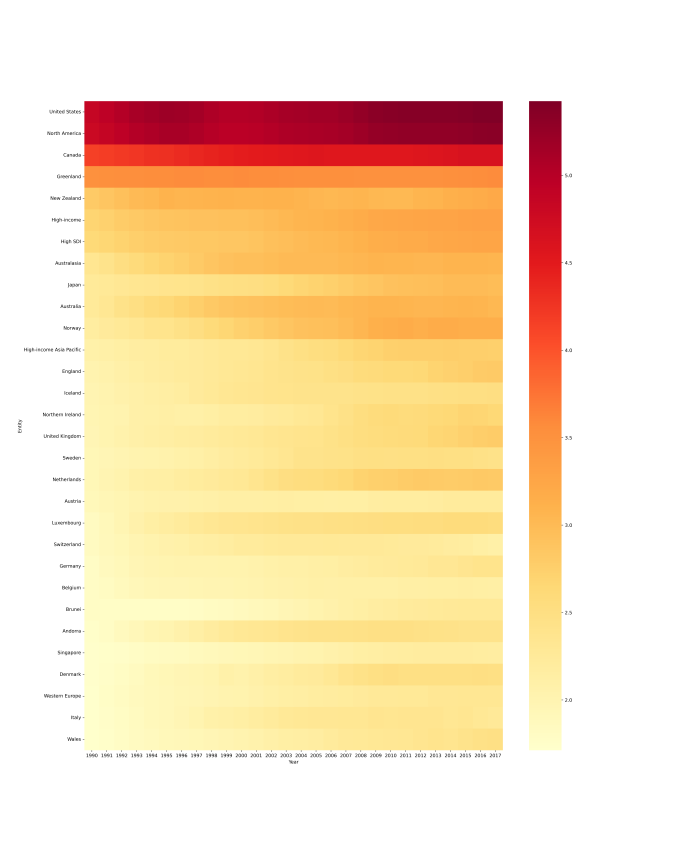 United States
North America
Canada
Greenland
New Zealand
High-income
High SDI
Australasia
Japan
Australia
Norway
High-income Asia Pacific
England
Iceland
Northern Ireland
United Kingdom
Sweden
Netherlands
Austria
Luxembourg
Switzerland
Germany
Belgium
Brunei
Andorra
Singapore
Denmark
Western Europe
Italy
Wales
Entity
1990 1991 1992 1993 1994 1995 1996 1997 1998 1999 2000 2001 2002 2003 2004 2005 2006 2007 2008 2009 2010 2011 2012 2013 2014 2015 2016 2017
Year
5.0
4.5
4.0
3.5
3.0
2.5
2.0